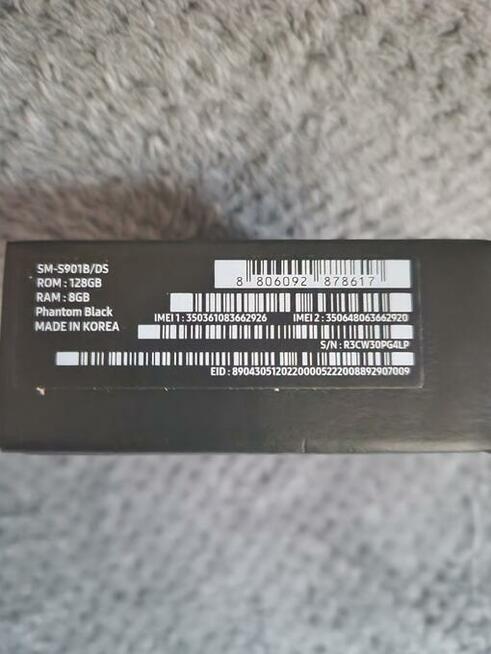 SM-S901B/DS
ROM : 128GB
RAM : 8GB
Phantom Black
MADE IN KOREA
8 806092 878617
IMEI 1 : 350361083662926 IMEI 2 : 350648063662920
S/N : R3CW30PG4LP
EID : 89043051202200005222008892907009